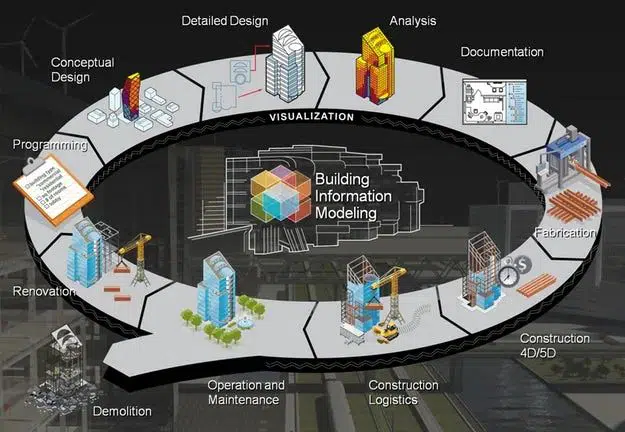 Detailed Design
Analysis
Conceptual
Design
Documentation
VISUALIZATION
Programming
Building
Information
Modeling
Fabrication
Renovation
Construction
4D/5D
Operation and
Maintenance
Construction
Logistics
Demolition